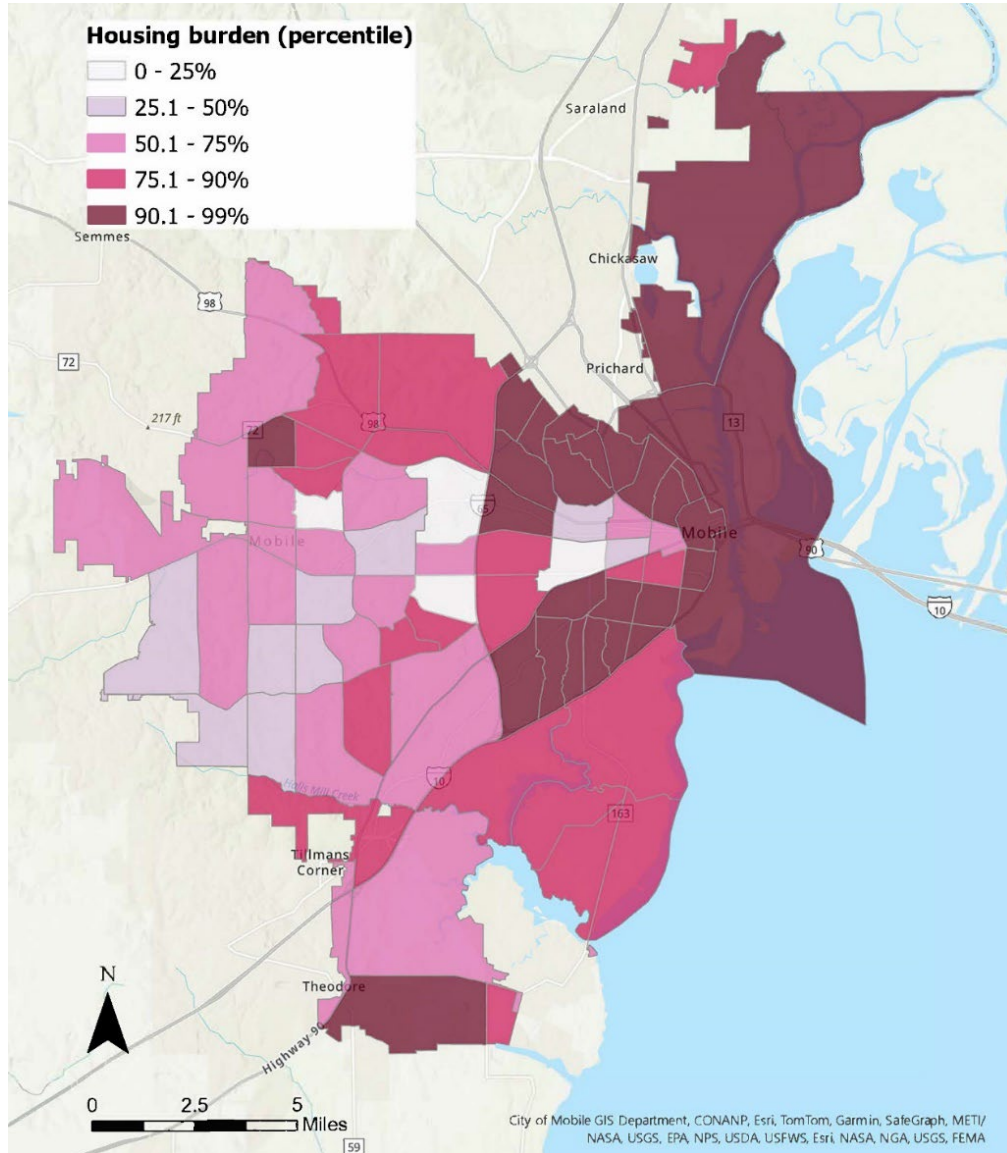 Housing burden (percentile)
0 - 25%
25.1 - 50%
50.1 - 75%
75.1 - 90%
90.1 - 99%
Saraland
Semmes
Chickasaw
98
72
Prichard
217 ft
72
98
13
65
Mobile
Mobile
90
10
10
Halls Mill Creek
163
Tillmans
Corner
N
Theodore
Highway 90
0 2.5 5
Miles
59
City of Mobile GIS Department, CONANP, Esri, TomTom, Garmin, SafeGraph, METI/
NASA, USGS, EPA, NPS, USDA, USFWS, Esri, NASA, NGA, USGS, FEMA